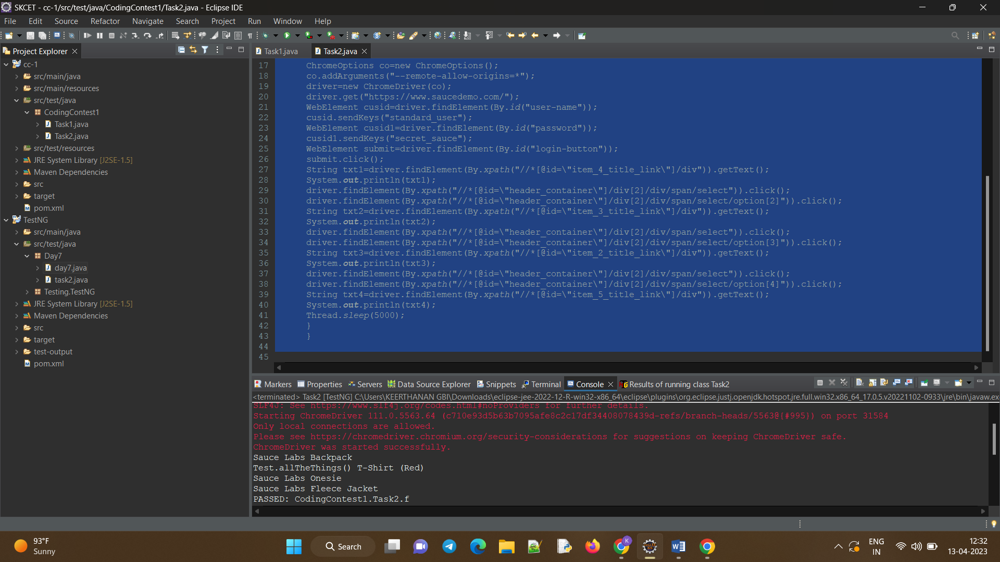 SKCET - cc-1/src/test/java/CodingContest1/Task2.java - Eclipse IDE
File Edit Source Refactor Navigate Search Project Run Window Help
Project Explorer
cc-1
src/main/java
src/main/resources
src/test/java
CodingContest1
Task1.java
Task2.java
src/test/resources
JRE System Library [J2SE-1.5]
Maven Dependencies
src
target
pom.xml
TestNG
src/main/java
src/test/java
Day7
day7.java
task2.java
Testing.TestNG
JRE System Library [J2SE-1.5]
Maven Dependencies
src
target
test-output
pom.xml
Task1.java Task2.java
17 ChromeOptions co=new ChromeOptions();
18 co.addArguments("--remote-allow-origins=*");
19 driver=new ChromeDriver(co);
20 driver.get("https://www.saucedemo.com/");
21 WebElement cusid=driver.findElement(By.id("user-name"));
22 cusid.sendKeys("standard_user");
23 WebElement cusid1=driver.findElement(By.id("password"));
24 cusid1.sendKeys("secret_sauce");
25 WebElement submit=driver.findElement(By.id("login-button"));
26 submit.click();
27 String txt1=driver.findElement(By.xpath("//*[@id=\"item_4_title_link\"]/div")).getText();
28 System.out.println(txt1);
29 driver.findElement(By.xpath("//*[@id=\"header_container\"]/div[2]/div/span/select")).click();
30 driver.findElement(By.xpath("//*[@id=\"header_container\"]/div[2]/div/span/select/option[2]")).click();
31 String txt2=driver.findElement(By.xpath("//*[@id=\"item_3_title_link\"]/div")).getText();
32 System.out.println(txt2);
33 driver.findElement(By.xpath("//*[@id=\"header_container\"]/div[2]/div/span/select")).click();
34 driver.findElement(By.xpath("//*[@id=\"header_container\"]/div[2]/div/span/select/option[3]")).click();
35 String txt3=driver.findElement(By.xpath("//*[@id=\"item_2_title_link\"]/div")).getText();
36 System.out.println(txt3);
37 driver.findElement(By.xpath("//*[@id=\"header_container\"]/div[2]/div/span/select")).click();
38 driver.findElement(By.xpath("//*[@id=\"header_container\"]/div[2]/div/span/select/option[4]")).click();
39 String txt4=driver.findElement(By.xpath("//*[@id=\"item_5_title_link\"]/div")).getText();
40 System.out.println(txt4);
41 Thread.sleep(5000);
42 }
43 }
44
45
Markers Properties Servers Data Source Explorer Snippets Terminal Console Results of running class Task2
<terminated> Task2 [TestNG] C:\Users\KEERTHANAN GBI\Downloads\eclipse-jee-2022-12-R-win32-x86_64\eclipse\plugins\org.eclipse.justj.openjdk.hotspot.jre.full.win32.x86_64_17.0.5.v20221102-0933\jre\bin\javaw.ex
SLF4J: See https://www.slf4j.org/codes.html#noProviders for further details.
Starting ChromeDriver 111.0.5563.64 (c710e93d5b63b7095afe8c2c17df34408078439d-refs/branch-heads/5563@{#995}) on port 31584
Only local connections are allowed.
Please see https://chromedriver.chromium.org/security-considerations for suggestions on keeping ChromeDriver safe.
ChromeDriver was started successfully.
Sauce Labs Backpack
Test.allTheThings() T-Shirt (Red)
Sauce Labs Onesie
Sauce Labs Fleece Jacket
PASSED: CodingContest1.Task2.f
93°F
Sunny
Search
K
ENG
IN
12:32
13-04-2023